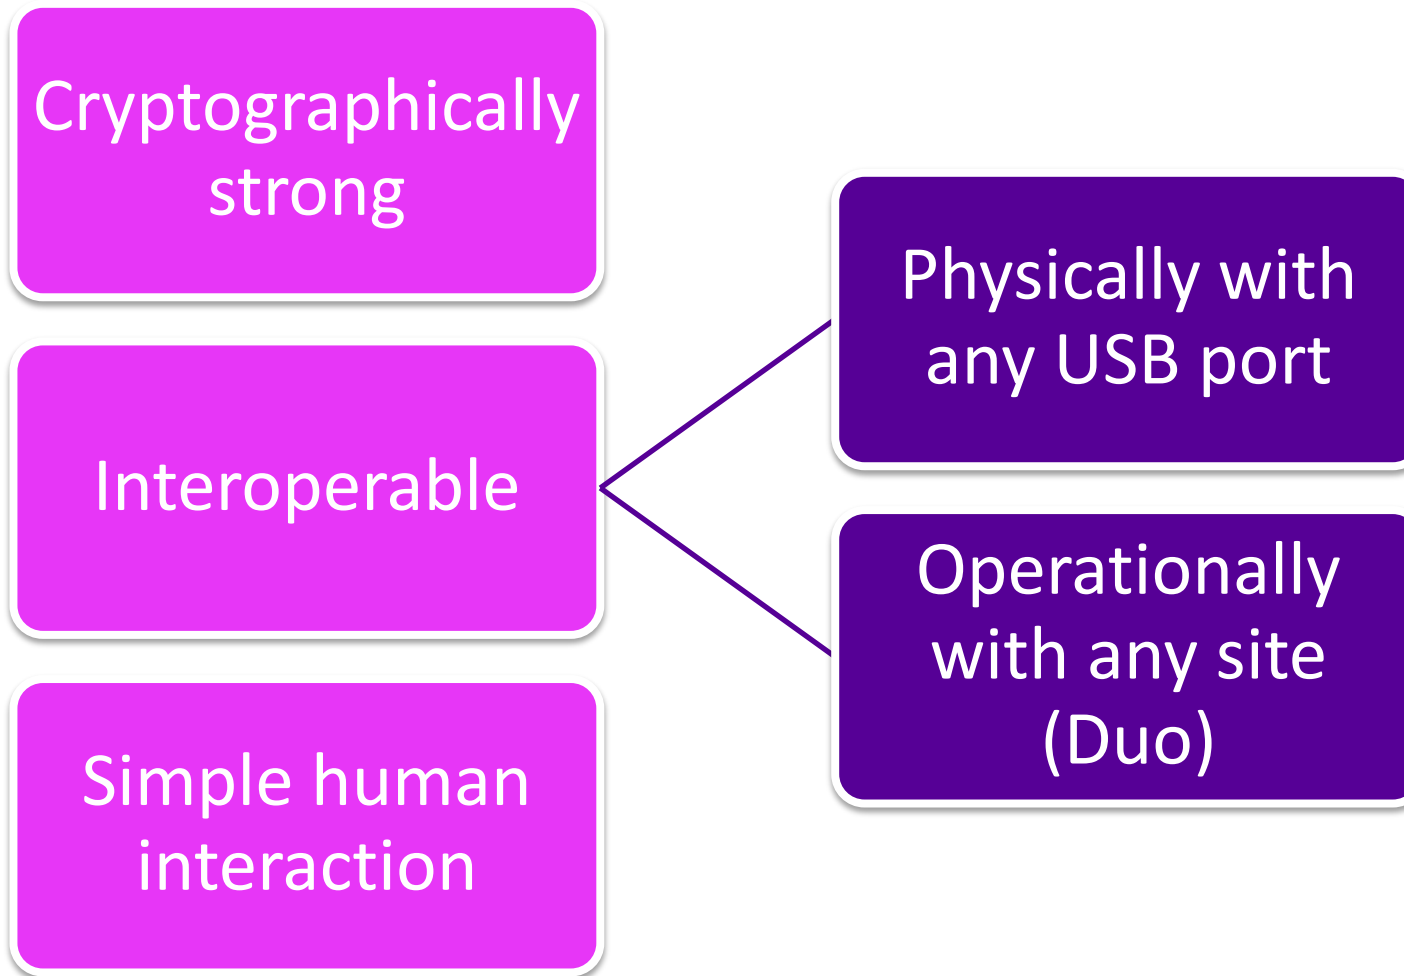 Cryptographically
strong
Interoperable
Simple human
interaction
Physically with
any USB port
Operationally
with any site
(Duo)